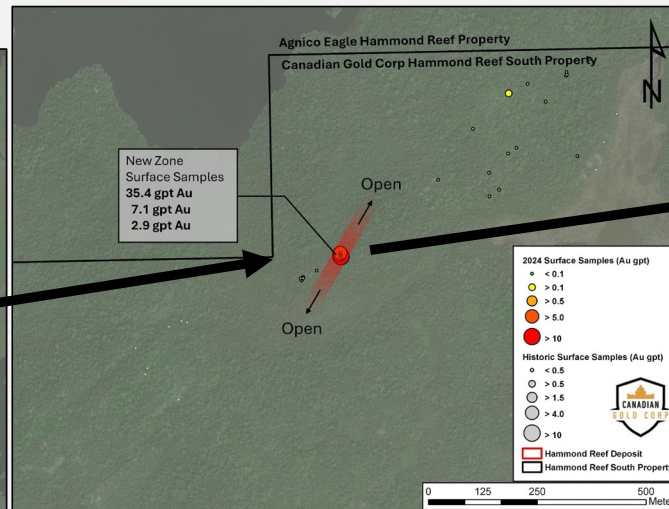 Agnico Eagle Hammond Reef Property
Canadian Gold Corp Hammond Reef South Property
N
New Zone
Surface Samples
35.4 gpt Au
7.1 gpt Au
2.9 gpt Au
Open
Open
2024 Surface Samples (Au gpt)
< 0.1
> 0.1
> 0.5
> 5.0
> 10
Historic Surface Samples (Au gpt)
< 0.5
> 0.5
> 1.5
> 4.0
> 10
CANADIAN
GOLD CORP
Hammond Reef Deposit
Hammond Reef South Property
0 125 250 500
Mete